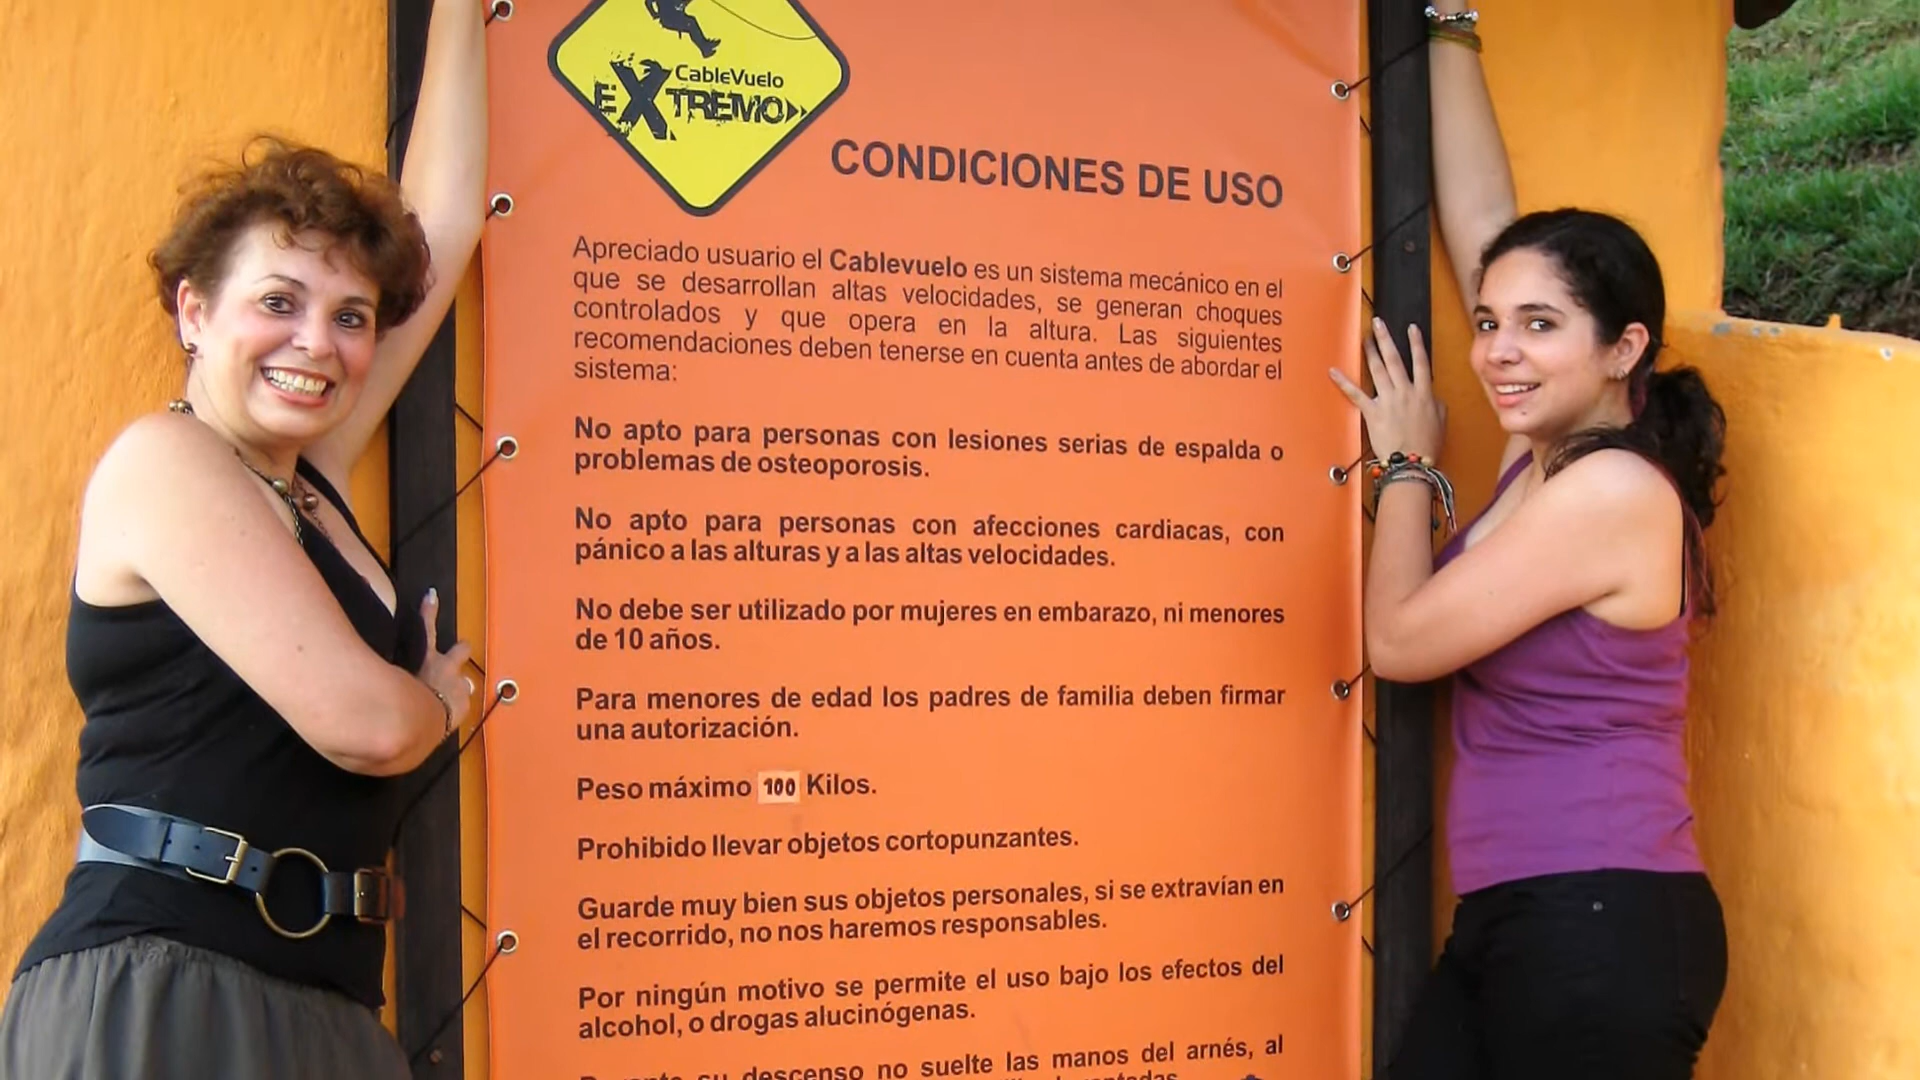 CableVuelo
EXTREMO
CONDICIONES DE USO
Apreciado usuario el Cablevuelo es un sistema mecánico en el
que se desarrollan altas velocidades, se generan choques
controlados y que opera en la altura. Las siguientes
recomendaciones deben tenerse en cuenta antes de abordar el
sistema:
No apto para personas con lesiones serias de espalda o
problemas de osteoporosis.
No apto para personas con afecciones cardiacas, con
pánico a las alturas y a las altas velocidades.
No debe ser utilizado por mujeres en embarazo, ni menores
de 10 años.
Para menores de edad los padres de familia deben firmar
una autorización.
Peso máximo 100 Kilos.
Prohibido llevar objetos cortopunzantes.
Guarde muy bien sus objetos personales, si se extravían en
el recorrido, no nos haremos responsables.
Por ningún motivo se permite el uso bajo los efectos del
alcohol, o drogas alucinógenas.
su descenso no suelte las manos del arnés, al